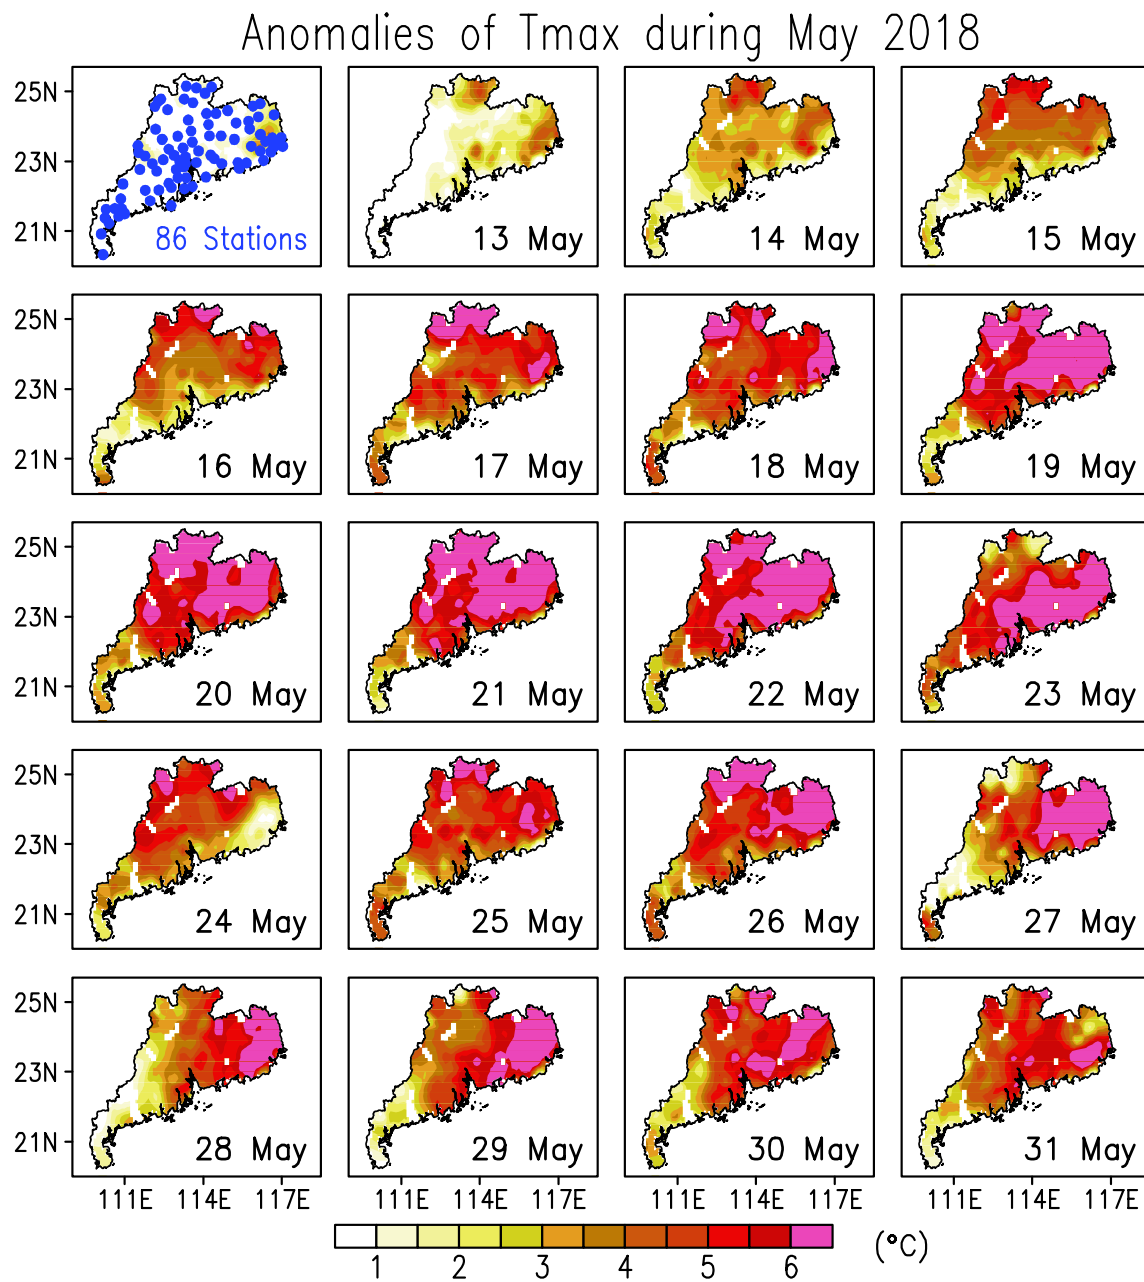 Anomalies of Tmax during May 2018
25N
23N
21N
86 Stations
13 May
14 May
15 May
25N
23N
21N
16 May
17 May
18 May
19 May
25N
23N
21N
20 May
21 May
22 May
23 May
25N
23N
21N
24 May
25 May
26 May
27 May
25N
23N
21N
28 May
29 May
30 May
31 May
111E 114E 117E 111E 114E 117E 111E 114E 117E 111E 114E 117E
1 2 3 4 5 6 (°C)